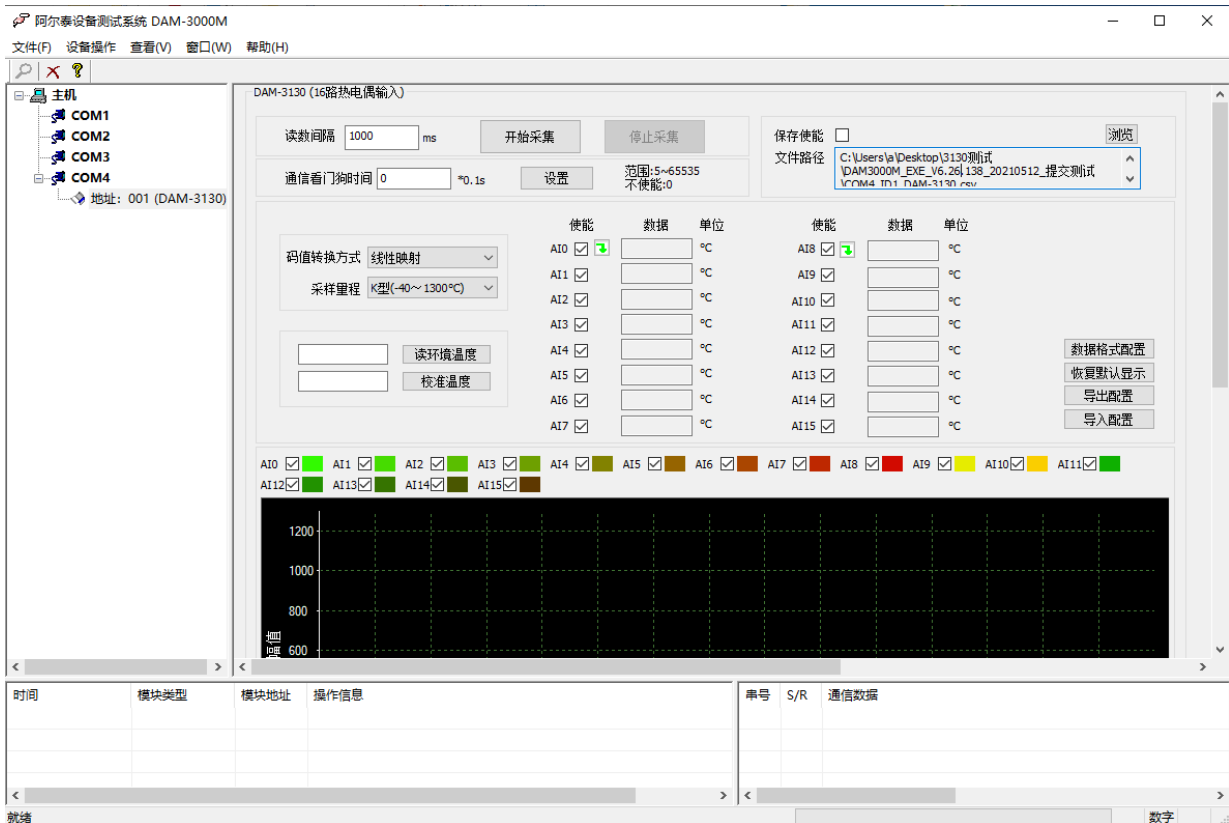 阿尔泰设备测试系统 DAM-3000M
文件(F) 设备操作 查看(V) 窗口(W) 帮助(H)
主机
COM1
COM2
COM3
COM4
地址：001 (DAM-3130)
DAM-3130 (16路热电偶输入)
读数间隔 1000 ms 开始采集 停止采集
通信看门狗时间 0 *0.1s 设置 范围:5~65535
不使能:0
保存使能 浏览
文件路径 C:\Users\a\Desktop\3130测试
\DAM3000M_EXE_V6.26.138_20210512_提交测试
\COM4_ID1_DAM-3130.csv
码值转换方式 线性映射
采样量程 K型(-40～1300°C)
读环境温度
校准温度
使能 数据 单位 使能 数据 单位
AI0 °C AI8 °C
AI1 °C AI9 °C
AI2 °C AI10 °C
AI3 °C AI11 °C
AI4 °C AI12 °C
AI5 °C AI13 °C
AI6 °C AI14 °C
AI7 °C AI15 °C
数据格式配置
恢复默认显示
导出配置
导入配置
AI0 AI1 AI2 AI3 AI4 AI5 AI6 AI7 AI8 AI9 AI10 AI11
AI12 AI13 AI14 AI15
1200
1000
800
600
幅值
时间 模块类型 模块地址 操作信息 串号 S/R 通信数据
就绪 数字